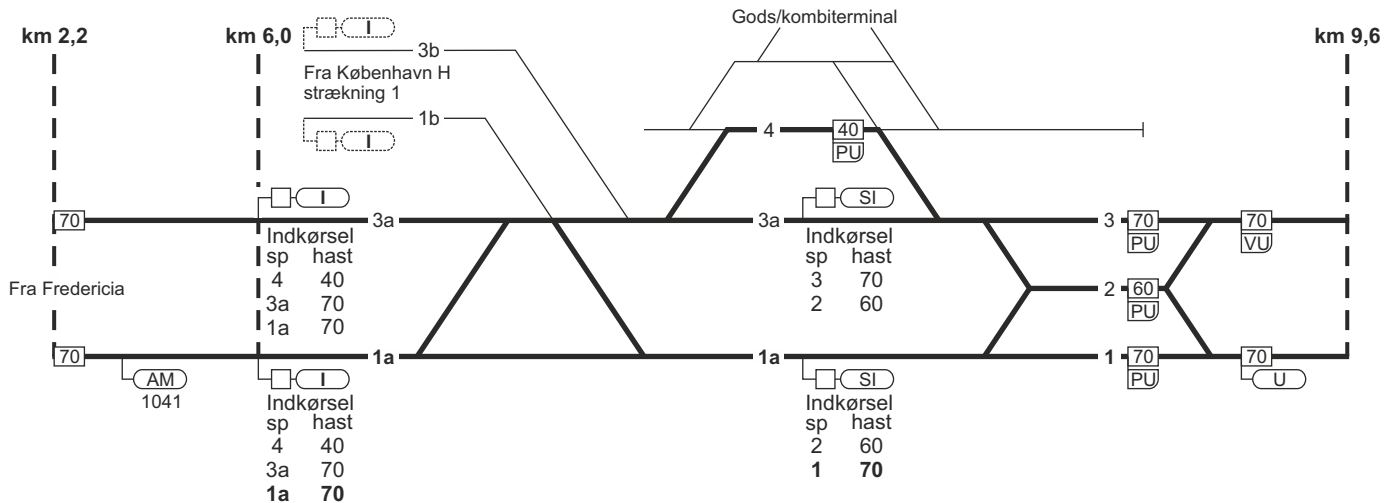 Gods/kombiterminal
km 2,2
km 6,0
km 9,6
I
3b
Fra København H
strækning 1
1b
I
4
40
PU
I
SI
70
3a
3a
3
70
PU
70
VU
Indkørsel
sp hast
4 40
3a 70
1a 70
Indkørsel
sp hast
3 70
2 60
Fra Fredericia
2
60
PU
70
1a
1a
1
70
PU
70
U
AM
1041
I
SI
Indkørsel
sp hast
4 40
3a 70
1a 70
Indkørsel
sp hast
2 60
1 70